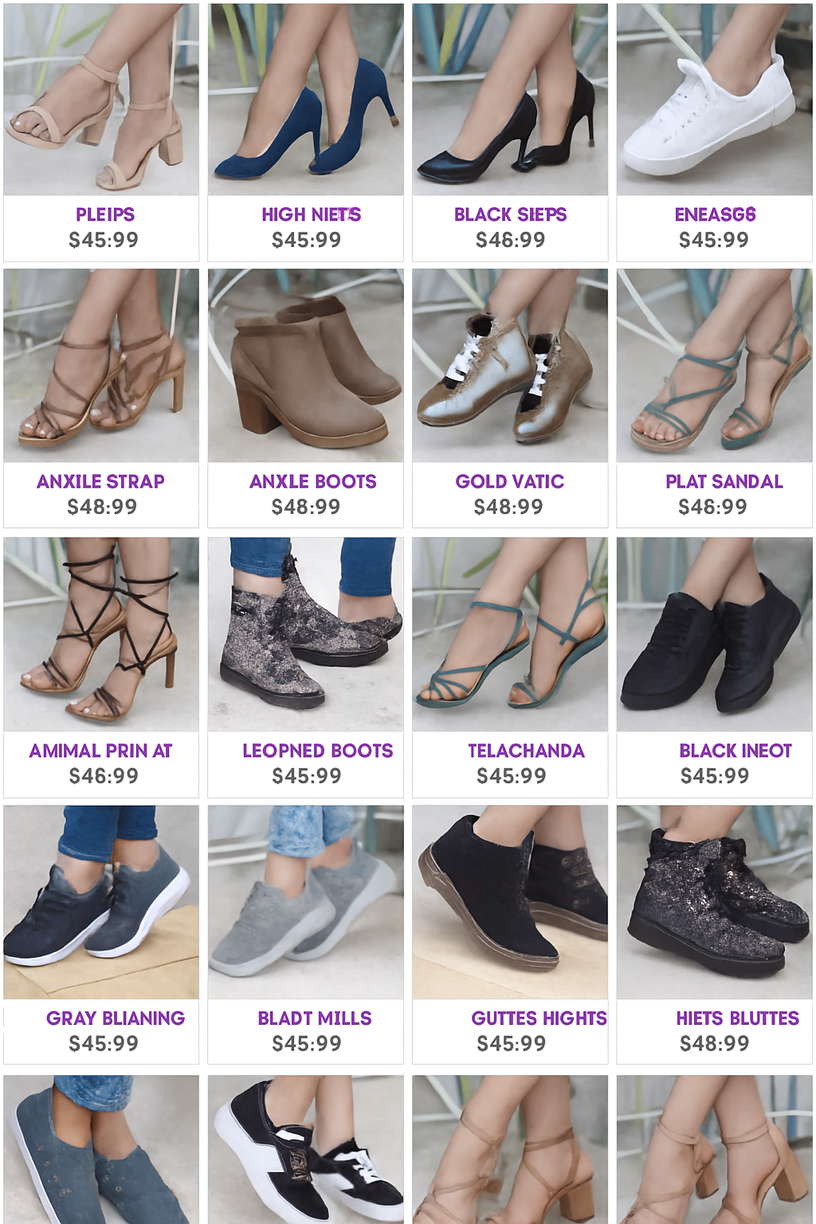 PLEIPS
$45:99
HIGH NIETS
$45:99
BLACK SIEPS
$46:99
ENEASG6
$45:99
ANXILE STRAP
$48:99
ANXLE BOOTS
$48:99
GOLD VATIC
$48:99
PLAT SANDAL
$46:99
AMIMAL PRIN AT
$46:99
LEOPNED BOOTS
$45:99
TELACHANDA
$45:99
BLACK INEOT
$45:99
GRAY BLIANING
$45:99
BLADT MILLS
$45:99
GUTTES HIGHTS
$45:99
HIETS BLUTTES
$48:99